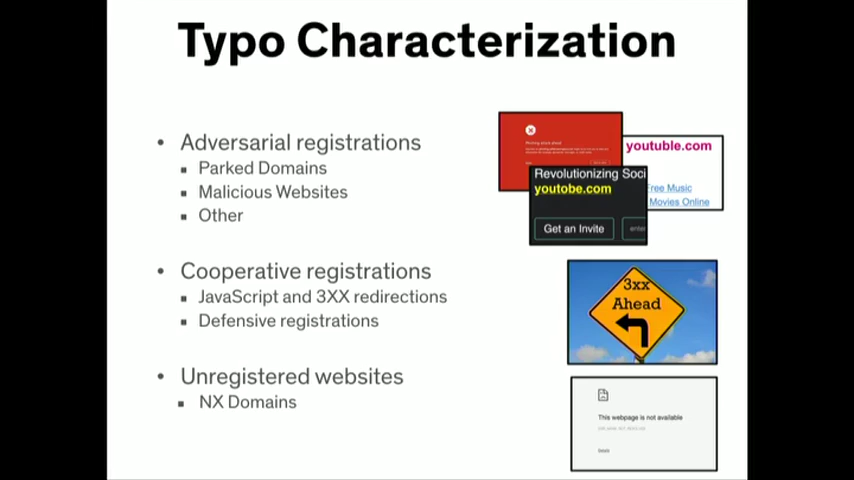 Typo Characterization
• Adversarial registrations
▪ Parked Domains
▪ Malicious Websites
▪ Other
youtuble.com
Free Music
Movies Online
Revolutionizing Soci
youtobe.com
Get an Invite
• Cooperative registrations
▪ JavaScript and 3XX redirections
▪ Defensive registrations
3xx
Ahead
• Unregistered websites
▪ NX Domains
This webpage is not available